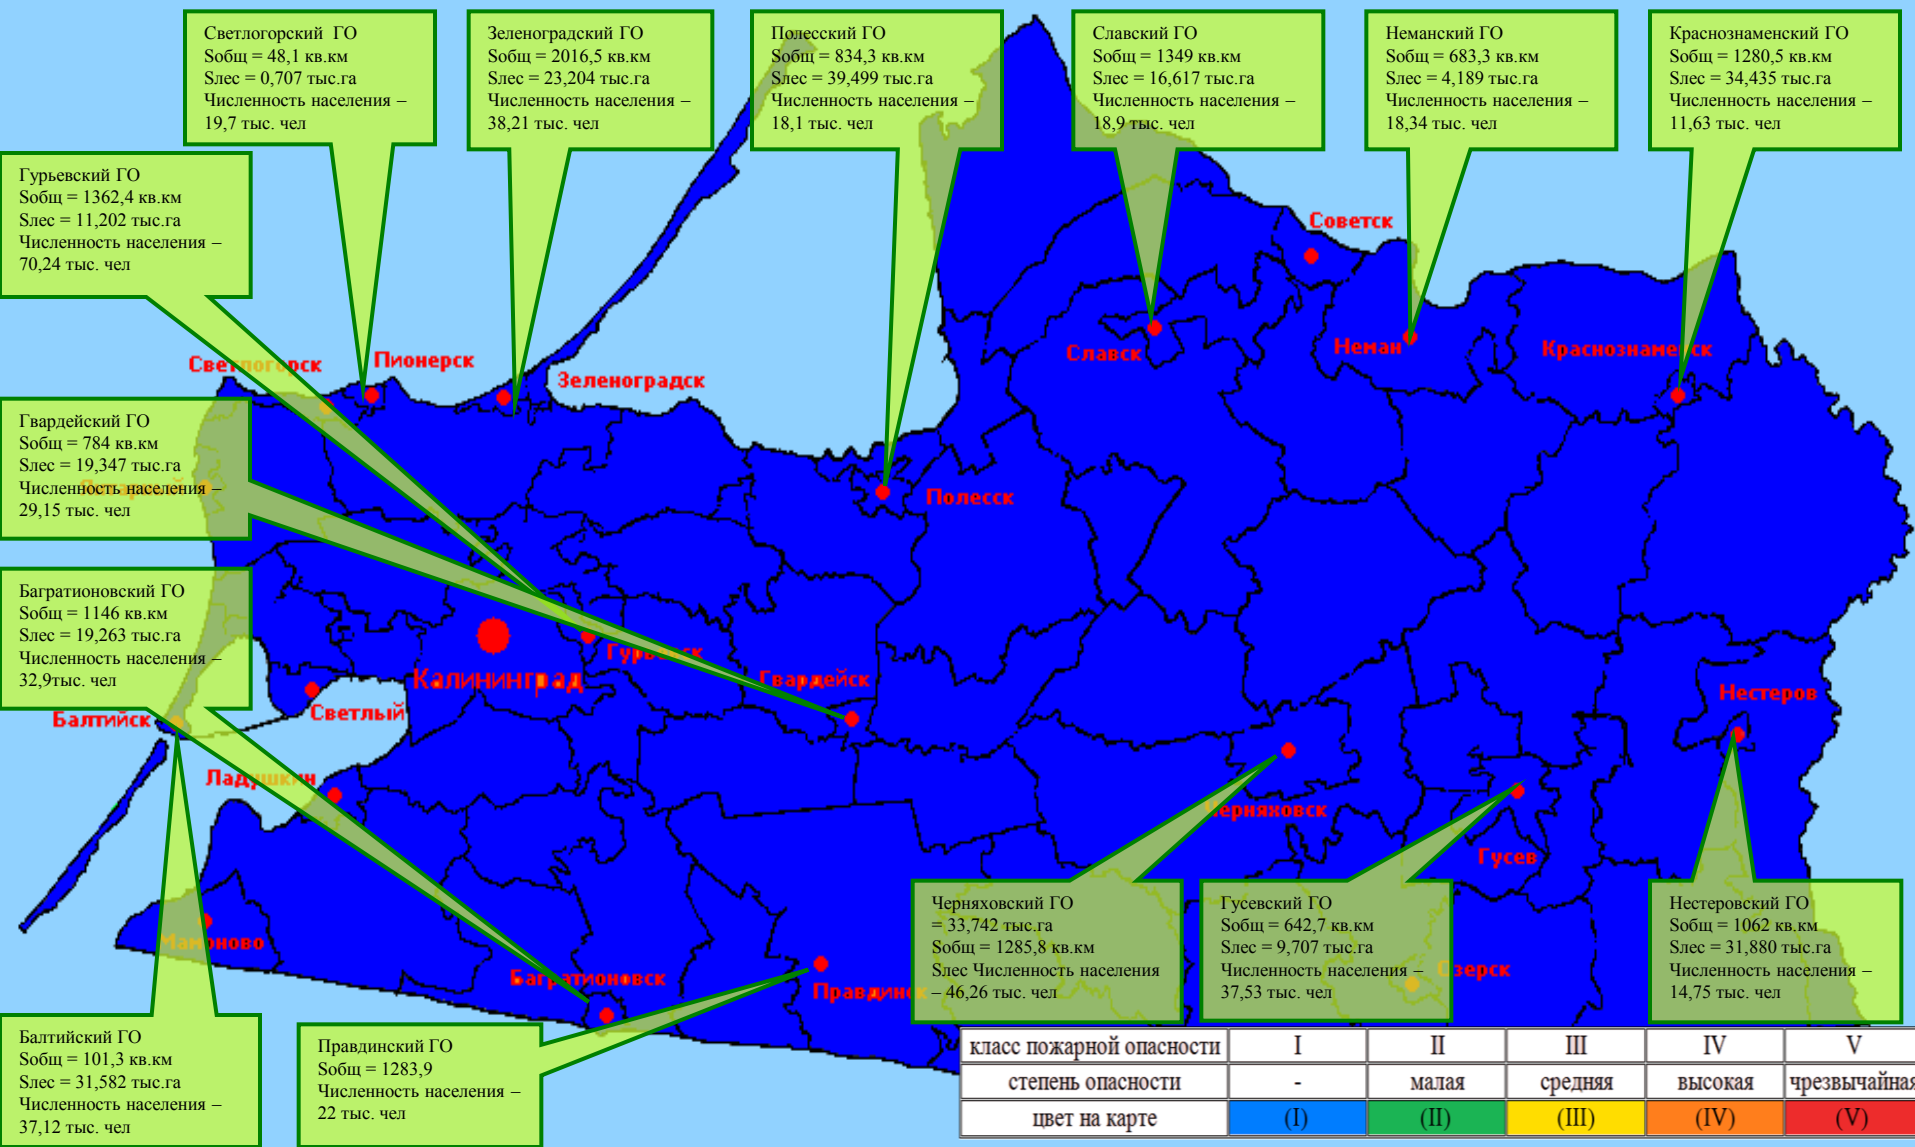 Светлогорский ГО
Sобщ = 48,1 кв.км
Sлес = 0,707 тыс.га
Численность населения –
19,7 тыс. чел
Зеленоградский ГО
Sобщ = 2016,5 кв.км
Sлес = 23,204 тыс.га
Численность населения –
38,21 тыс. чел
Полесский ГО
Sобщ = 834,3 кв.км
Sлес = 39,499 тыс.га
Численность населения –
18,1 тыс. чел
Славский ГО
Sобщ = 1349 кв.км
Sлес = 16,617 тыс.га
Численность населения –
18,9 тыс. чел
Неманский ГО
Sобщ = 683,3 кв.км
Sлес = 4,189 тыс.га
Численность населения –
18,34 тыс. чел
Краснознаменский ГО
Sобщ = 1280,5 кв.км
Sлес = 34,435 тыс.га
Численность населения –
11,63 тыс. чел
Гурьевский ГО
Sобщ = 1362,4 кв.км
Sлес = 11,202 тыс.га
Численность населения –
70,24 тыс. чел
Советск
Славск
Неман
Краснознаменск
Светлогорск
Пионерск
Зеленоградск
Гвардейский ГО
Sобщ = 784 кв.км
Sлес = 19,347 тыс.га
Численность населения –
29,15 тыс. чел
Полесск
Багратионовский ГО
Sобщ = 1146 кв.км
Sлес = 19,263 тыс.га
Численность населения –
32,9тыс. чел
Калининград
Гурьевск
Гвардейск
Нестеров
Балтийск
Светлый
Ладушкин
Черняховск
Гусев
Мамоново
Багратионовск
Правдинск
Озерск
Черняховский ГО
= 33,742 тыс.га
Sобщ = 1285,8 кв.км
Sлес Численность населения
– 46,26 тыс. чел
Гусевский ГО
Sобщ = 642,7 кв.км
Sлес = 9,707 тыс.га
Численность населения –
37,53 тыс. чел
Нестеровский ГО
Sобщ = 1062 кв.км
Sлес = 31,880 тыс.га
Численность населения –
14,75 тыс. чел
Балтийский ГО
Sобщ = 101,3 кв.км
Sлес = 31,582 тыс.га
Численность населения –
37,12 тыс. чел
Правдинский ГО
Sобщ = 1283,9
Численность населения –
22 тыс. чел
класс пожарной опасности I II III IV V
степень опасности - малая средняя высокая чрезвычайная
цвет на карте (I) (II) (III) (IV) (V)